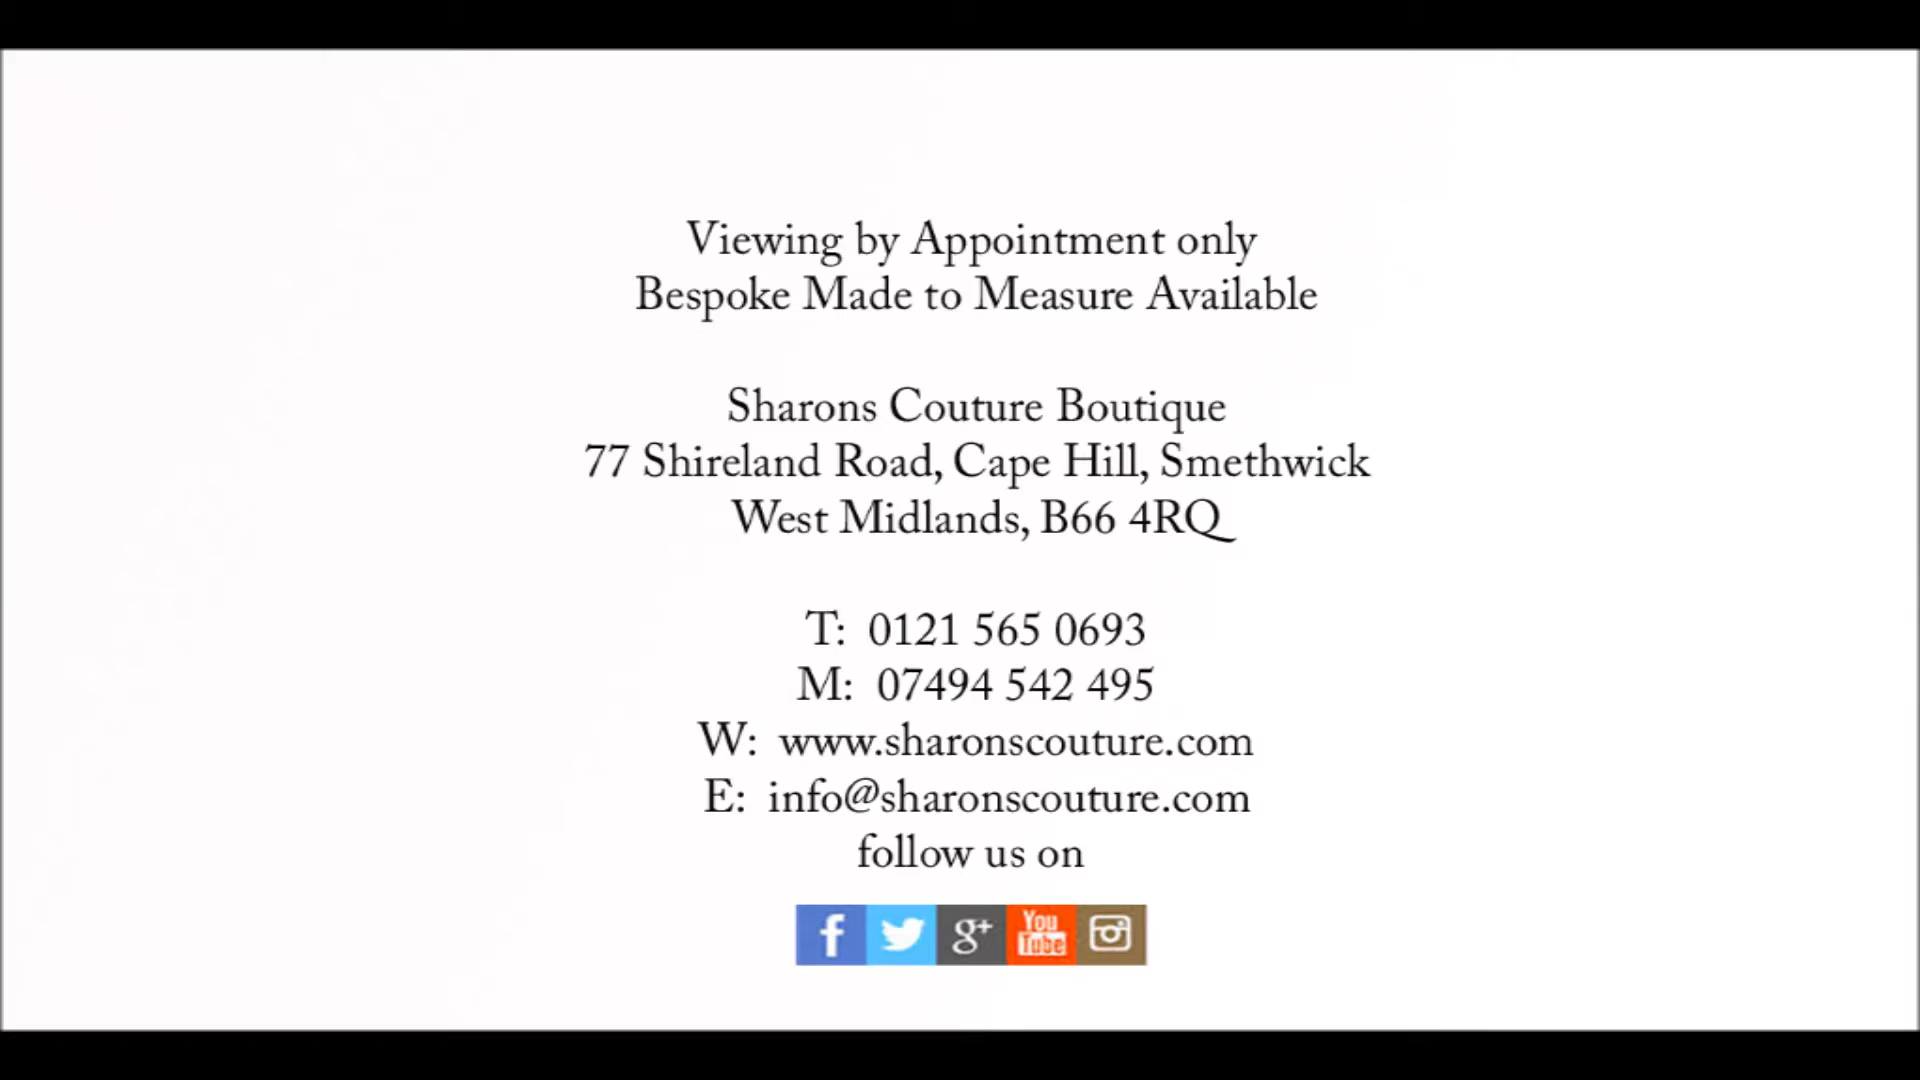 Viewing by Appointment only
Bespoke Made to Measure Available
Sharons Couture Boutique
77 Shireland Road, Cape Hill, Smethwick
West Midlands, B66 4RQ
T: 0121 565 0693
M: 07494 542 495
W: www.sharonscouture.com
E: info@sharonscouture.com
follow us on
f g+ You Tube